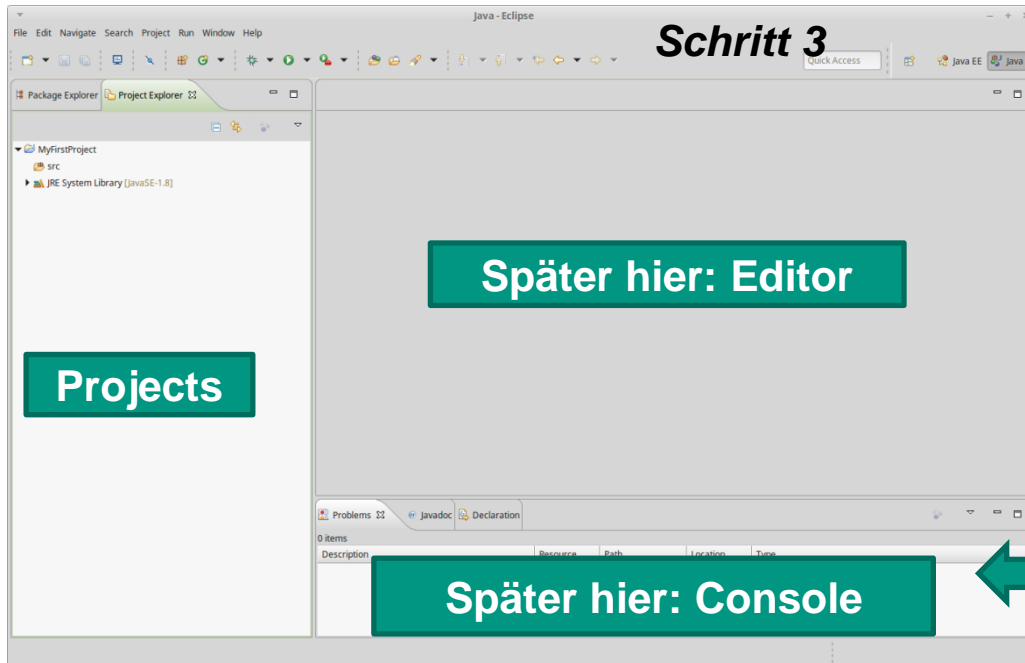 Java - Eclipse
File Edit Navigate Search Project Run Window Help
Schritt 3
Quick Access
Java EE Java
Package Explorer Project Explorer
MyFirstProject
src
JRE System Library [JavaSE-1.8]
Später hier: Editor
Projects
Problems Javadoc Declaration
0 items
Description Resource Path Location Type
Später hier: Console